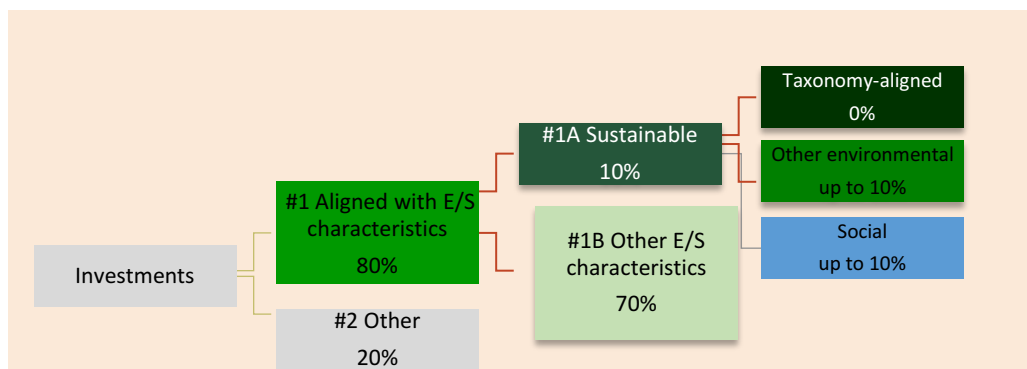 Investments
#1 Aligned with E/S
characteristics
80%
#2 Other
20%
#1A Sustainable
10%
#1B Other E/S
characteristics
70%
Taxonomy-aligned
0%
Other environmental
up to 10%
Social
up to 10%